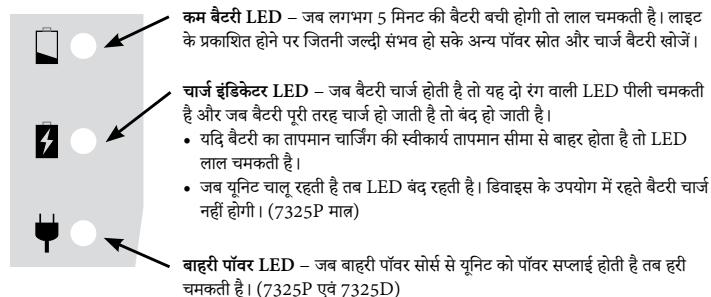 कम बैटरी LED – जब लगभग 5 मिनट की बैटरी बची होगी तो लाल चमकती है। लाइट
के प्रकाशित होने पर जितनी जल्दी संभव हो सके अन्य पॉवर स्रोत और चार्ज बैटरी खोजें।
चार्ज इंडिकेटर LED – जब बैटरी चार्ज होती है तो यह दो रंग वाली LED पीली चमकती
है और जब बैटरी पूरी तरह चार्ज हो जाती है तो बंद हो जाती है।
• यदि बैटरी का तापमान चार्जिंग की स्वीकार्य तापमान सीमा से बाहर होता है तो LED
लाल चमकती है।
• जब यूनिट चालू रहती है तब LED बंद रहती है। डिवाइस के उपयोग में रहते बैटरी चार्ज
नहीं होगी। (7325P मात्र)
बाहरी पॉवर LED – जब बाहरी पॉवर सोर्स से यूनिट को पॉवर सप्लाई होती है तब हरी
चमकती है। (7325P एवं 7325D)